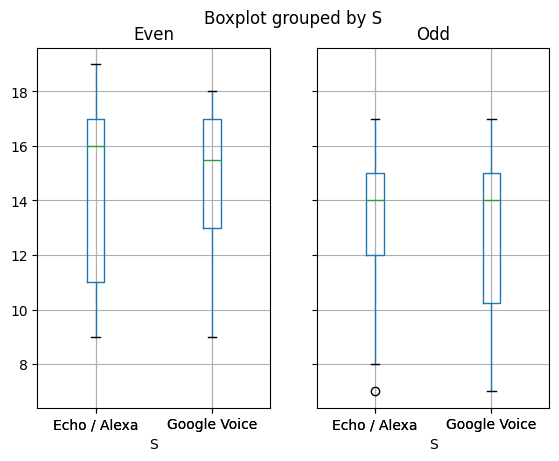 Boxplot grouped by S
Even
Odd
18
16
14
12
10
8
Echo / Alexa
Google Voice
Echo / Alexa
Google Voice
S
S